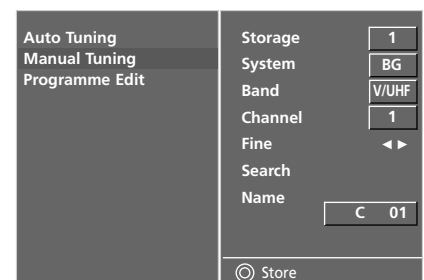 Auto Tuning
Manual Tuning
Programme Edit
Storage 1
System BG
Band V/UHF
Channel 1
Fine ◄ ►
Search
Name
C 01
Store